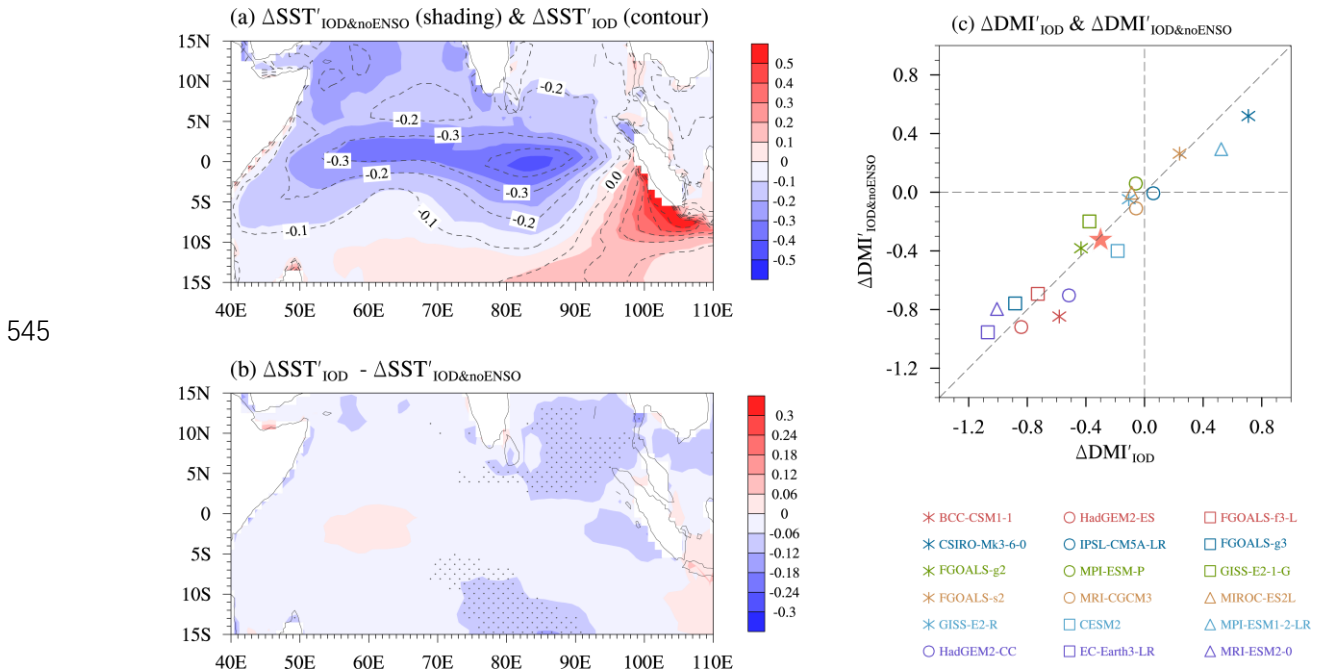 (a) ΔSST′IOD&noENSO (shading) & ΔSST′IOD (contour)
15N
10N
5N
0
5S
10S
15S
40E 50E 60E 70E 80E 90E 100E 110E
-0.2
-0.2
-0.3
-0.3
-0.2
-0.3
-0.1
-0.1
-0.2
0.0
0.5
0.4
0.3
0.2
0.1
0
-0.1
-0.2
-0.3
-0.4
-0.5
545
(b) ΔSST′IOD - ΔSST′IOD&noENSO
15N
10N
5N
0
5S
10S
15S
40E 50E 60E 70E 80E 90E 100E 110E
0.3
0.24
0.18
0.12
0.06
0
-0.06
-0.12
-0.18
-0.24
-0.3
(c) ΔDMI′IOD & ΔDMI′IOD&noENSO
ΔDMI′IOD&noENSO
0.8
0.4
0.0
-0.4
-0.8
-1.2
-1.2 -0.8 -0.4 0.0 0.4 0.8
ΔDMI′IOD
BCC-CSM1-1 HadGEM2-ES FGOALS-f3-L
CSIRO-Mk3-6-0 IPSL-CM5A-LR FGOALS-g3
FGOALS-g2 MPI-ESM-P GISS-E2-1-G
FGOALS-s2 MRI-CGCM3 MIROC-ES2L
GISS-E2-R CESM2 MPI-ESM1-2-LR
HadGEM2-CC EC-Earth3-LR MRI-ESM2-0